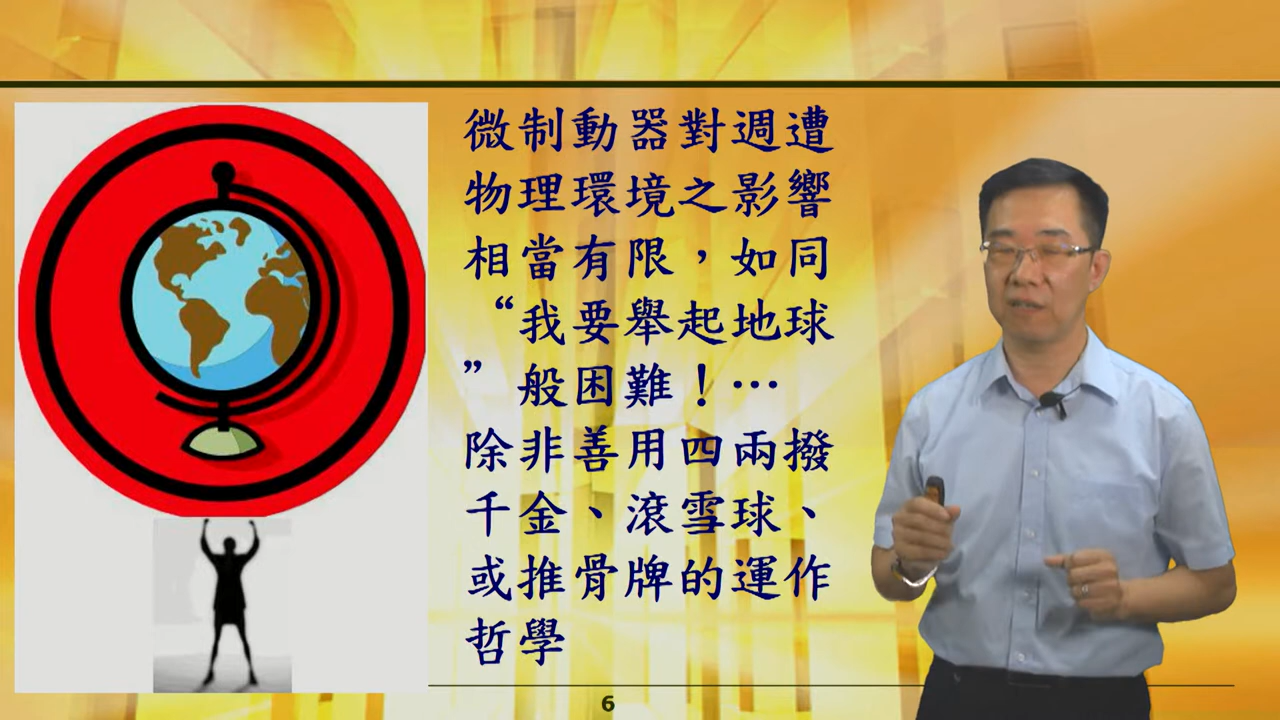 微制動器對週遭
物理環境之影響
相當有限，如同
“我要舉起地球
”般困難！…
除非善用四兩撥
千金、滾雪球、
或推骨牌的運作
哲學
6